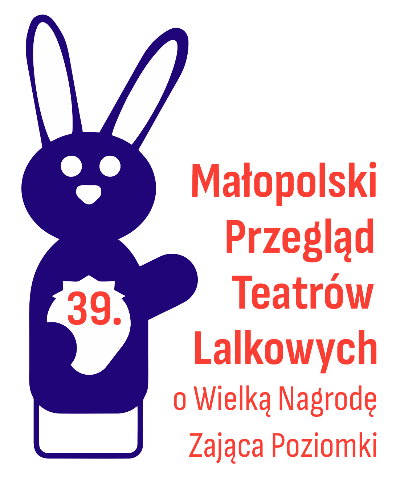 39.
Małopolski
Przegląd
Teatrów
Lalkowych
o Wielką Nagrodę
Zająca Poziomki